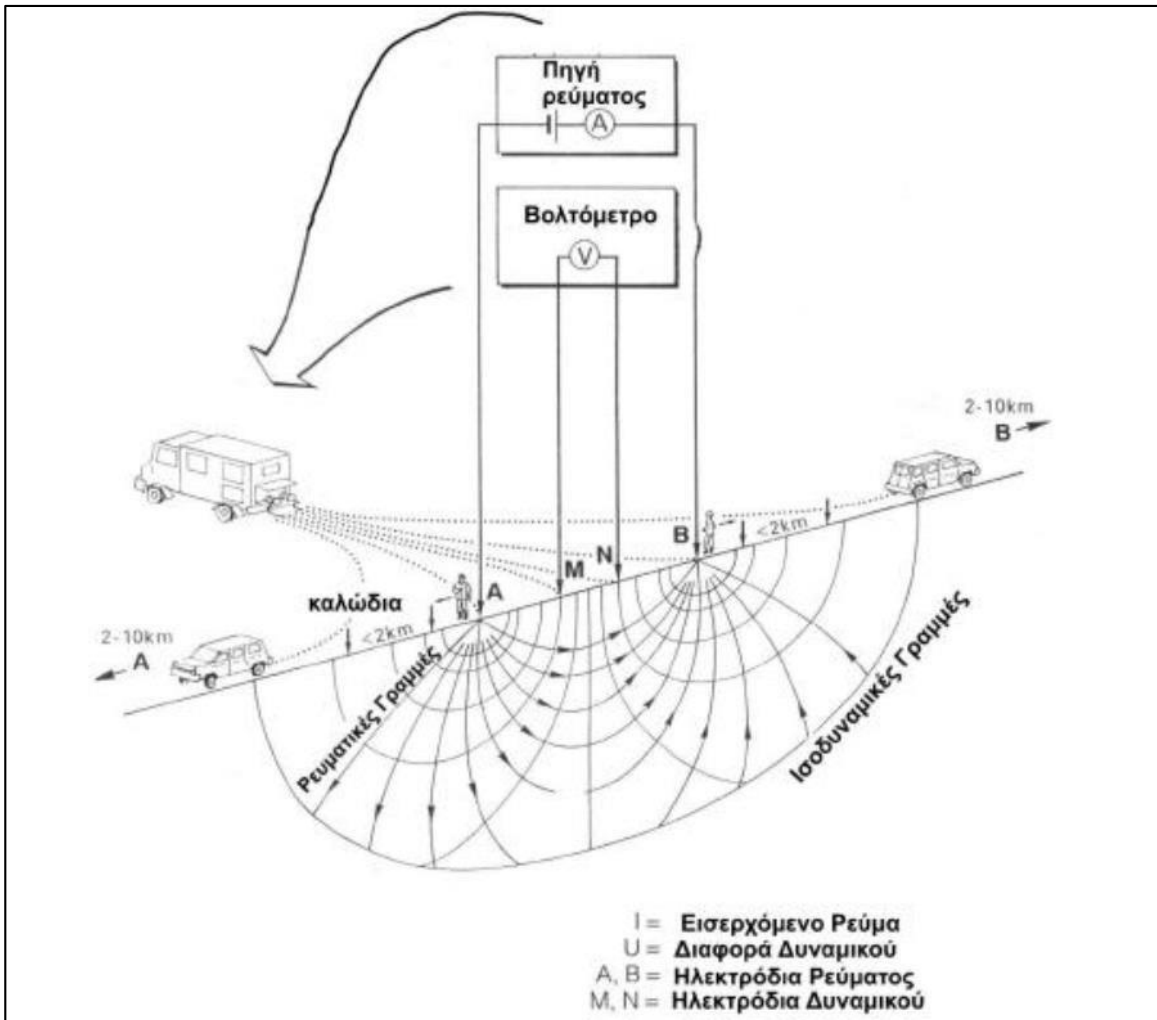 Πηγή
ρεύματος
A
Βολτόμετρο
V
2-10km
B
<2km
B
N
M
A
καλώδια
<2km
2-10km
A
Ρευματικές Γραμμές
Ισοδυναμικές Γραμμές
I = Εισερχόμενο Ρεύμα
U = Διαφορά Δυναμικού
A, B = Ηλεκτρόδια Ρεύματος
M, N = Ηλεκτρόδια Δυναμικού